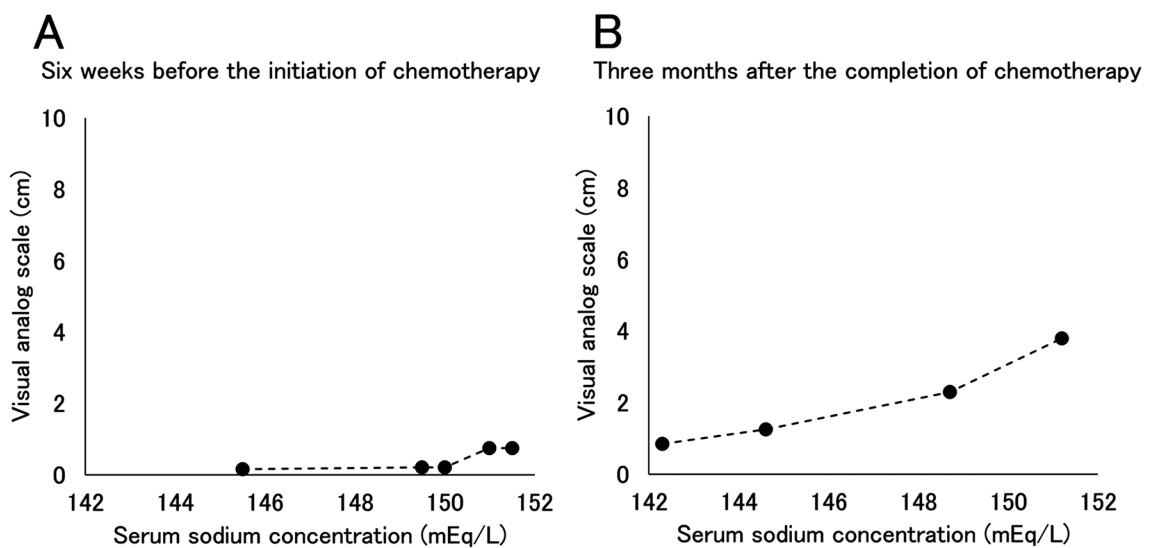 A
Six weeks before the initiation of chemotherapy
10
8
6
4
2
0
Visual analog scale (cm)
142 144 146 148 150 152
Serum sodium concentration (mEq/L)
B
Three months after the completion of chemotherapy
10
8
6
4
2
0
Visual analog scale (cm)
142 144 146 148 150 152
Serum sodium concentration (mEq/L)